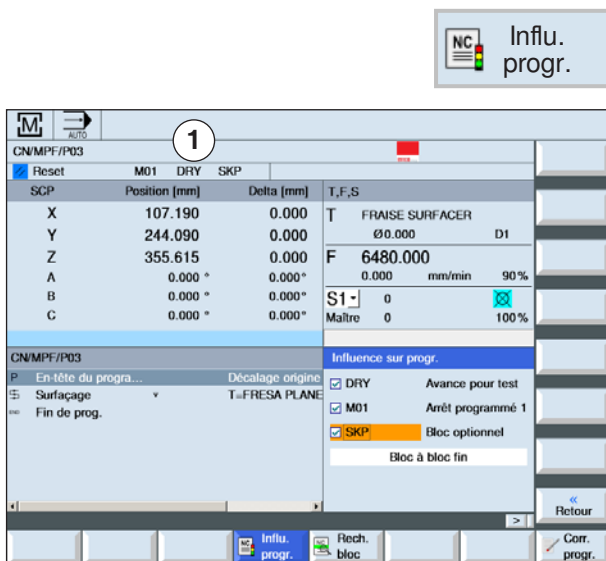 NC
Influ.
progr.
M
AUTO
1
CN/MPF/P03
Reset M01 DRY SKP
SCP Position [mm] Delta [mm] T,F,S
X 107.190 0.000 T FRAISE SURFACER
Y 244.090 0.000 Ø0.000 D1
Z 355.615 0.000 F 6480.000
A 0.000 ° 0.000° 0.000 mm/min 90%
B 0.000 ° 0.000° S1 0
C 0.000 ° 0.000° Maître 0 100%
CN/MPF/P03 Influence sur progr.
P En-tête du progra... Décalage origine
DRY Avance pour test
Surfaçage v T=FRESA PLANE
M01 Arrêt programmé 1
Fin de prog.
SKP Bloc optionnel
Bloc à bloc fin
« Retour
>
Influ. progr.
Rech. bloc
Corr. progr.